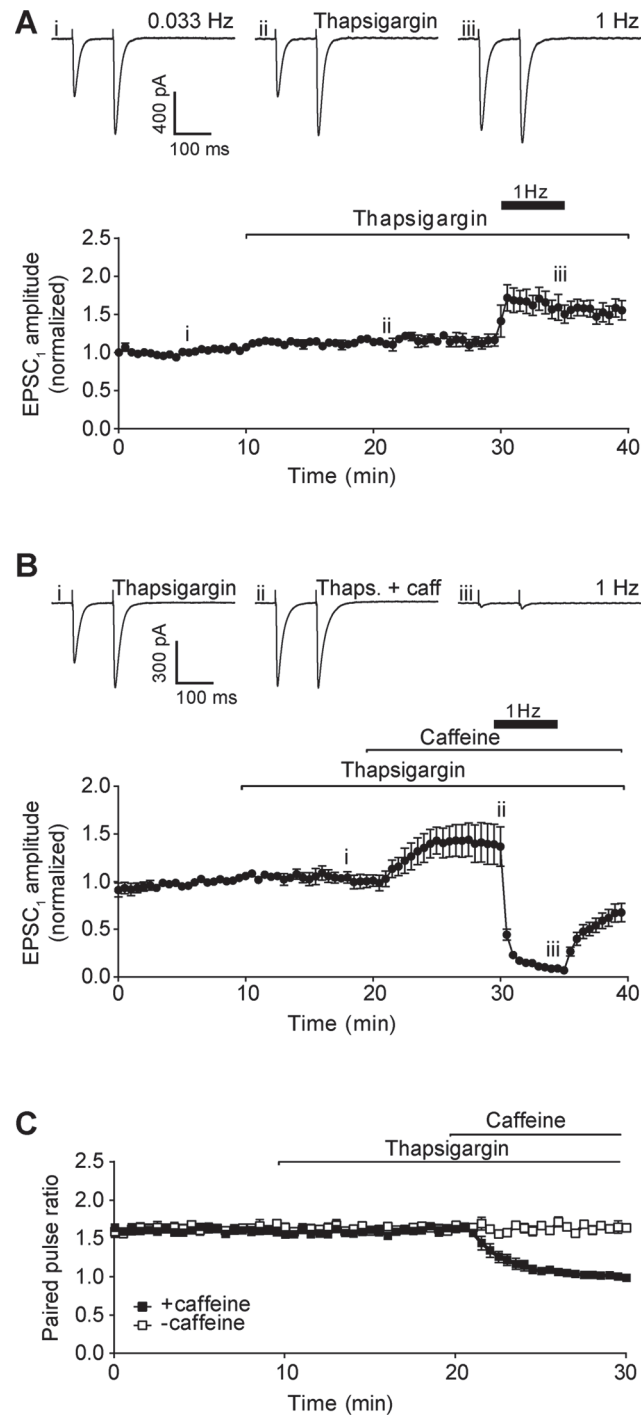 A
i 0.033 Hz ii Thapsigargin iii 1 Hz
400 pA
100 ms
1Hz
Thapsigargin
EPSC1 amplitude
(normalized)
2.5
2.0
1.5
1.0
0.5
0.0
i ii iii
0 10 20 30 40
Time (min)
B
i Thapsigargin ii Thaps. + caff iii 1 Hz
300 pA
100 ms
1Hz
Caffeine
Thapsigargin
EPSC1 amplitude
(normalized)
2.0
1.5
1.0
0.5
0.0
i ii iii
0 10 20 30 40
Time (min)
C
Caffeine
Thapsigargin
Paired pulse ratio
2.5
2.0
1.5
1.0
0.5
0.0
+caffeine
-caffeine
0 10 20 30
Time (min)